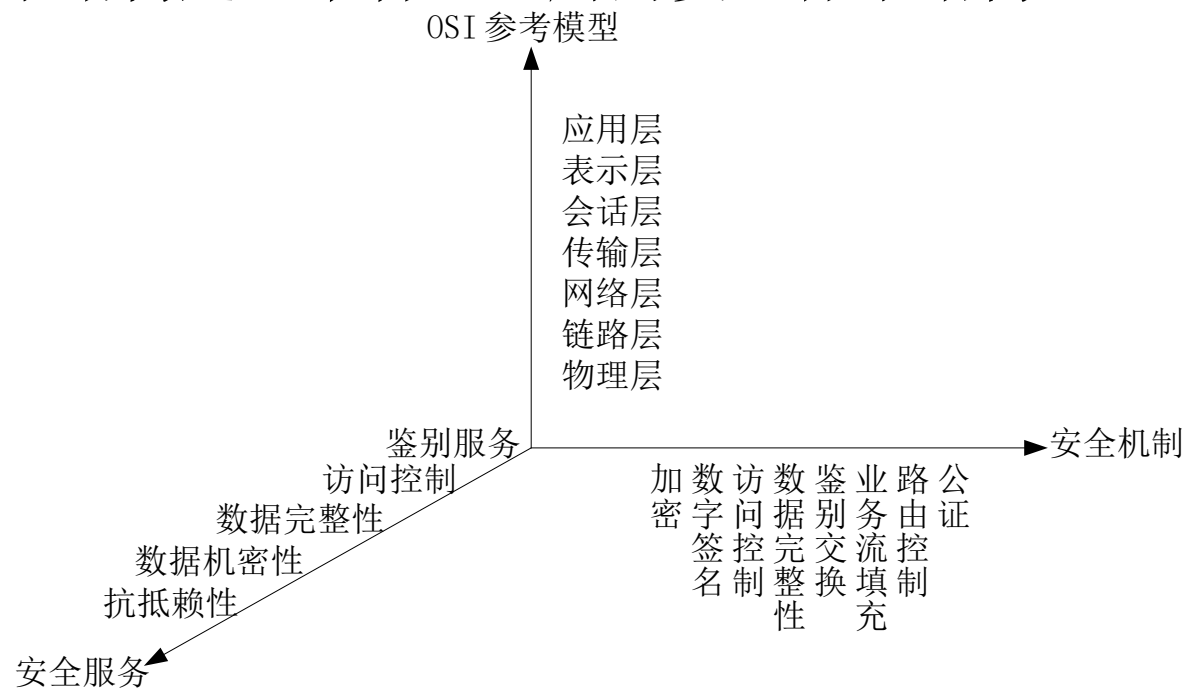 OSI参考模型
应用层
表示层
会话层
传输层
网络层
链路层
物理层
鉴别服务
访问控制
数据完整性
数据机密性
抗抵赖性
安全服务
安全机制
加密
数字签名
访问控制
数据完整性
鉴别交换
业务流填充
路由控制
公证